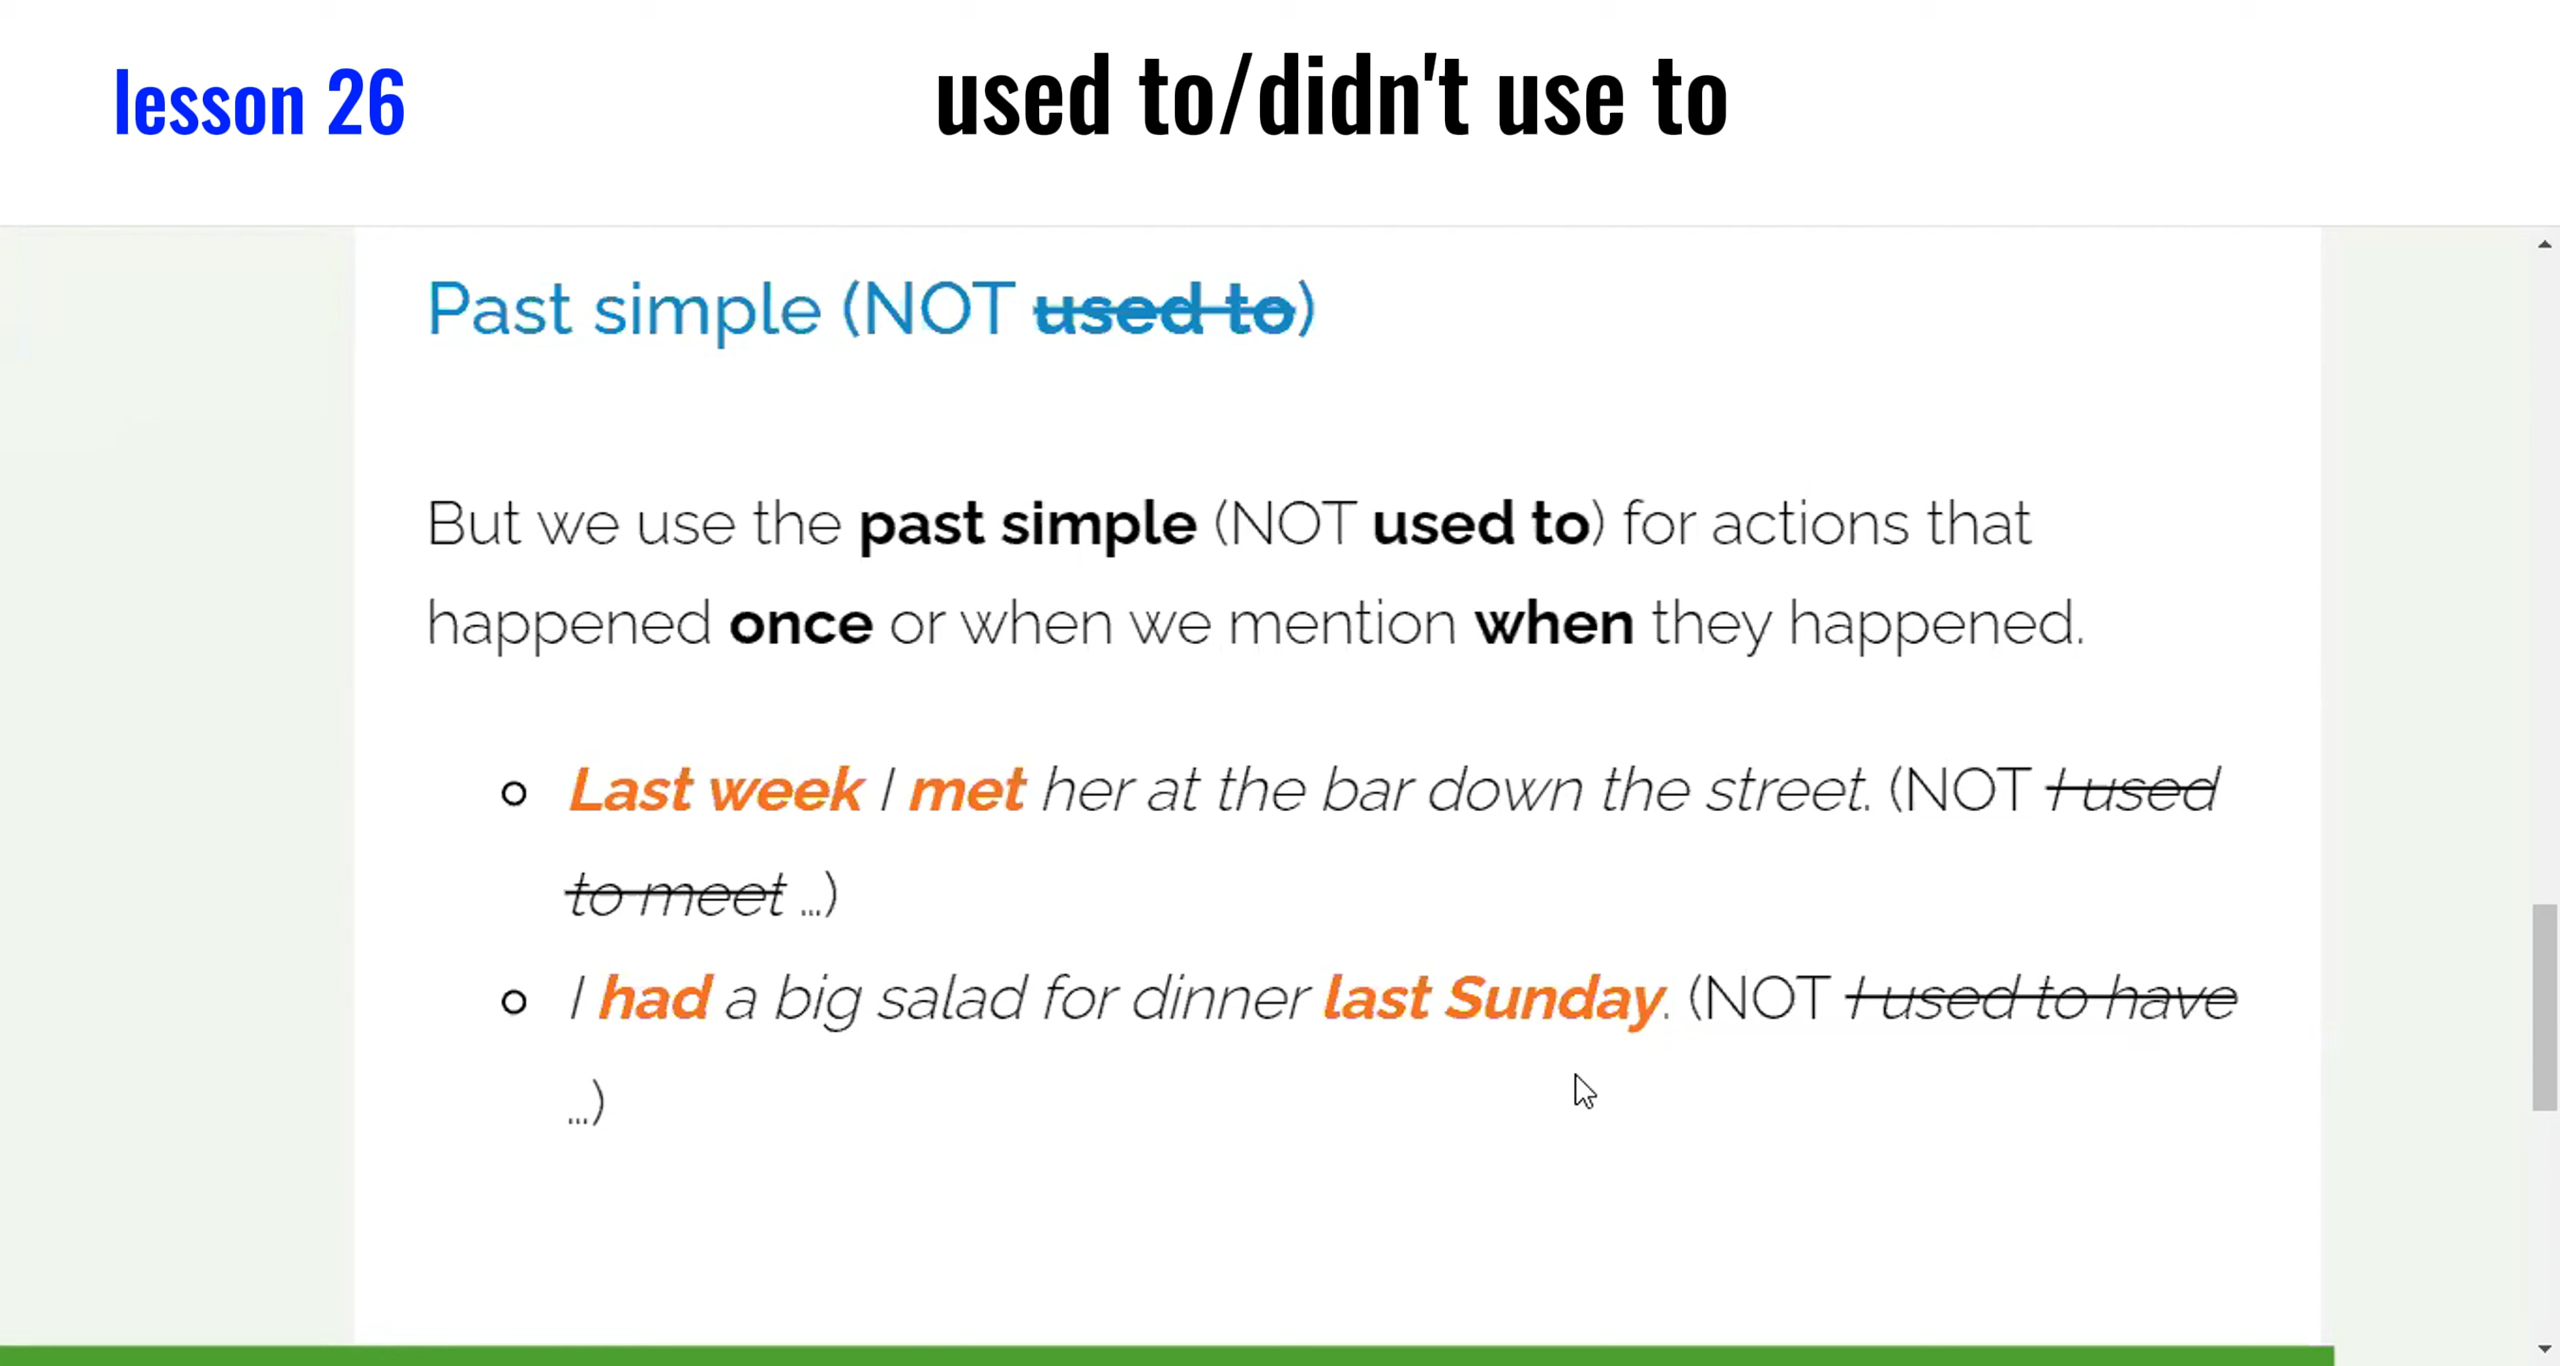 lesson 26
used to/didn't use to
Past simple (NOT used to)
But we use the past simple (NOT used to) for actions that
happened once or when we mention when they happened.
Last week I met her at the bar down the street. (NOT I used
to meet ...)
I had a big salad for dinner last Sunday. (NOT I used to have
...)